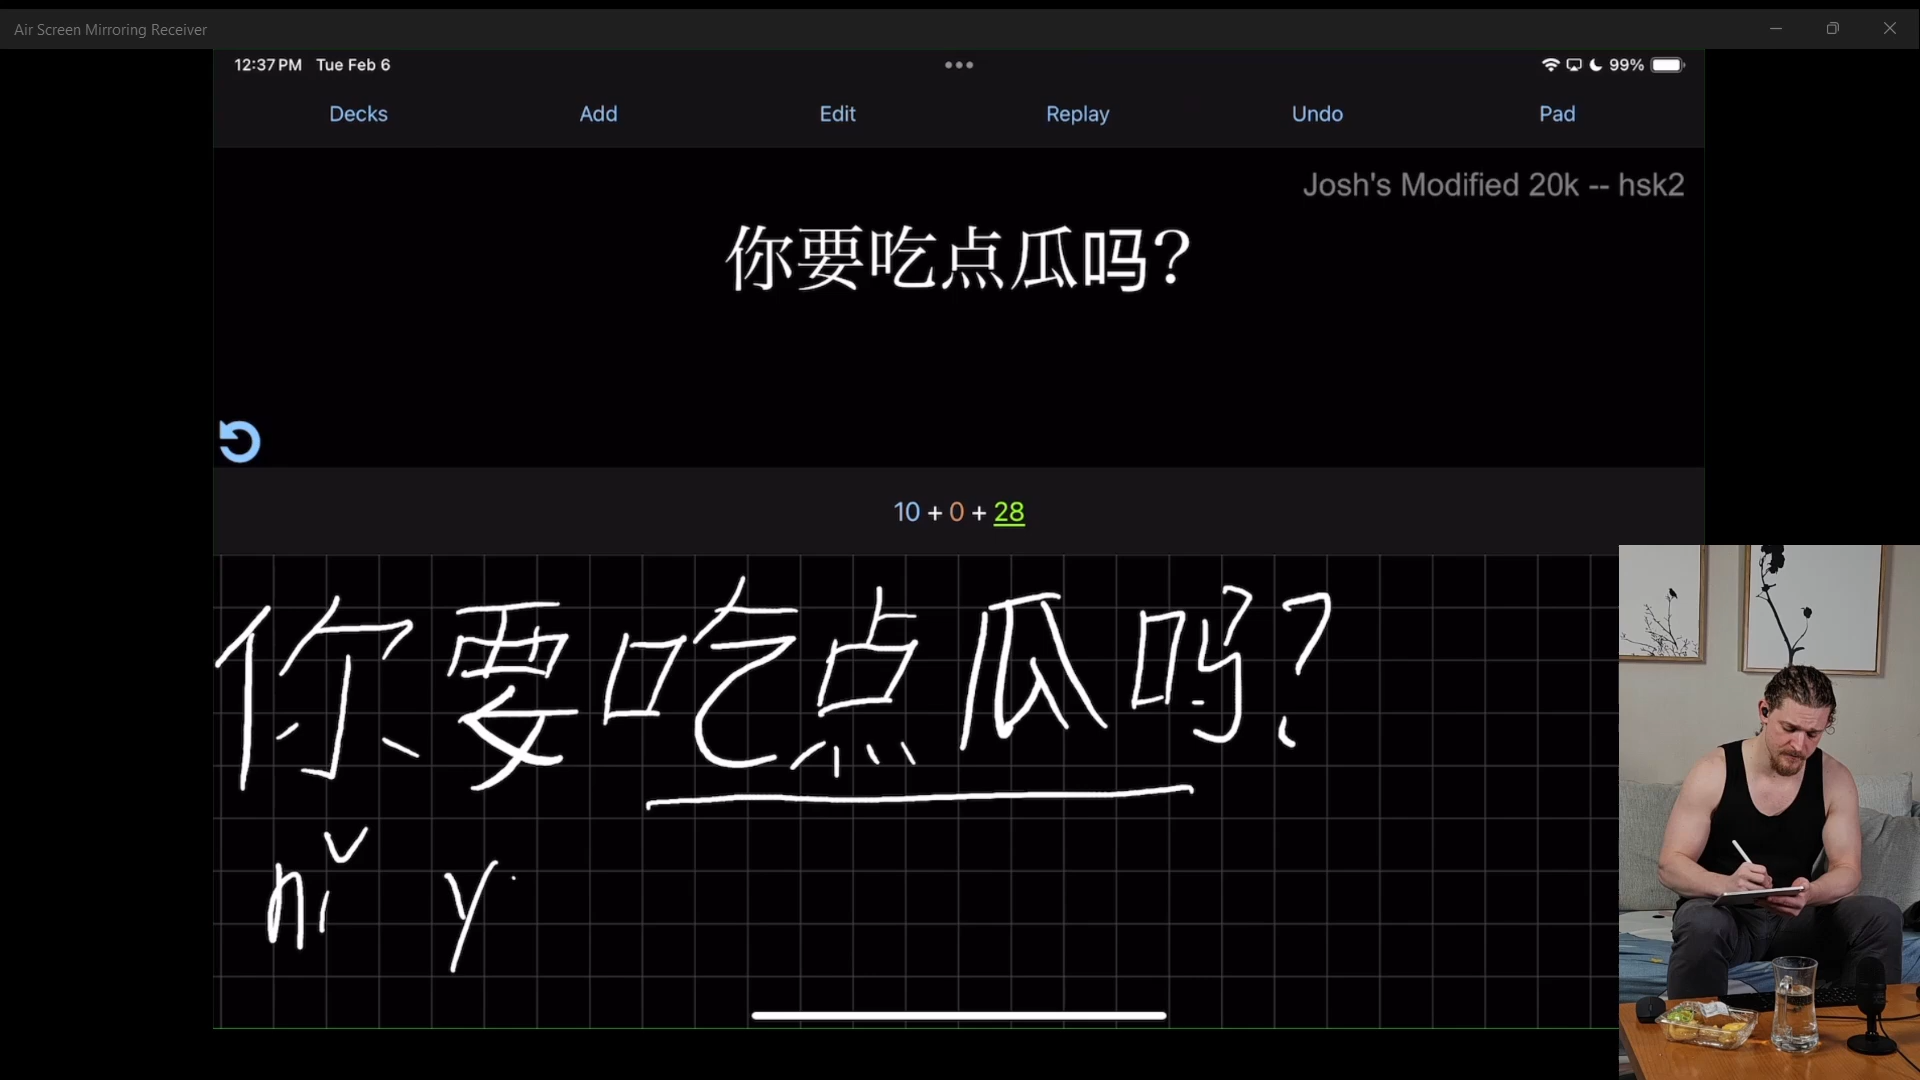 Air Screen Mirroring Receiver
12:37 PM Tue Feb 6
99%
Decks Add Edit Replay Undo Pad
Josh's Modified 20k -- hsk2
你要吃点瓜吗?
10 + 0 + 28
你要吃点瓜吗?
nǐ y